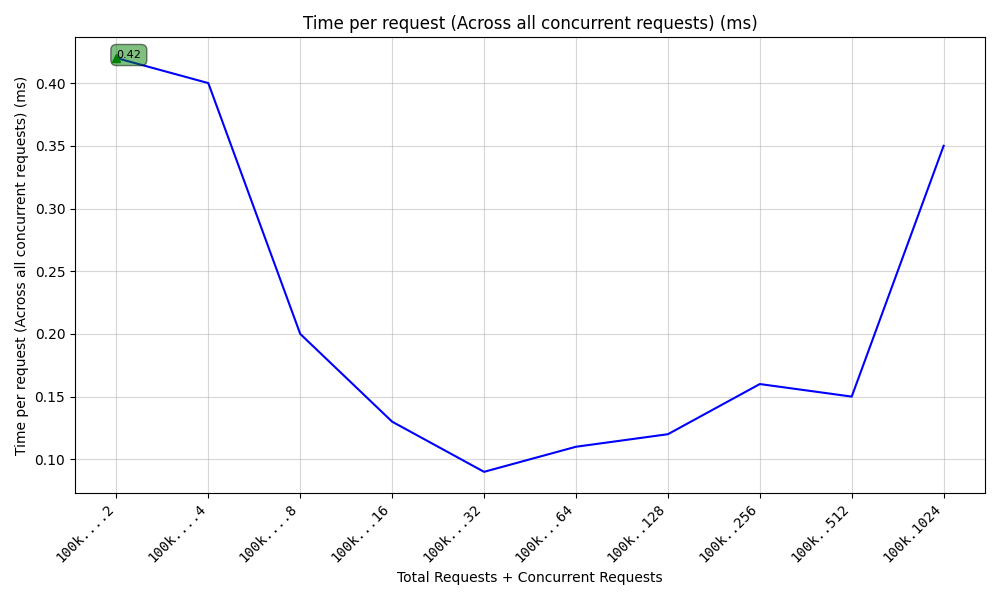 Time per request (Across all concurrent requests) (ms)
0.42
Time per request (Across all concurrent requests) (ms)
0.40
0.35
0.30
0.25
0.20
0.15
0.10
100k....2
100k....4
100k....8
100k...16
100k...32
100k...64
100k..128
100k..256
100k..512
100k.1024
Total Requests + Concurrent Requests